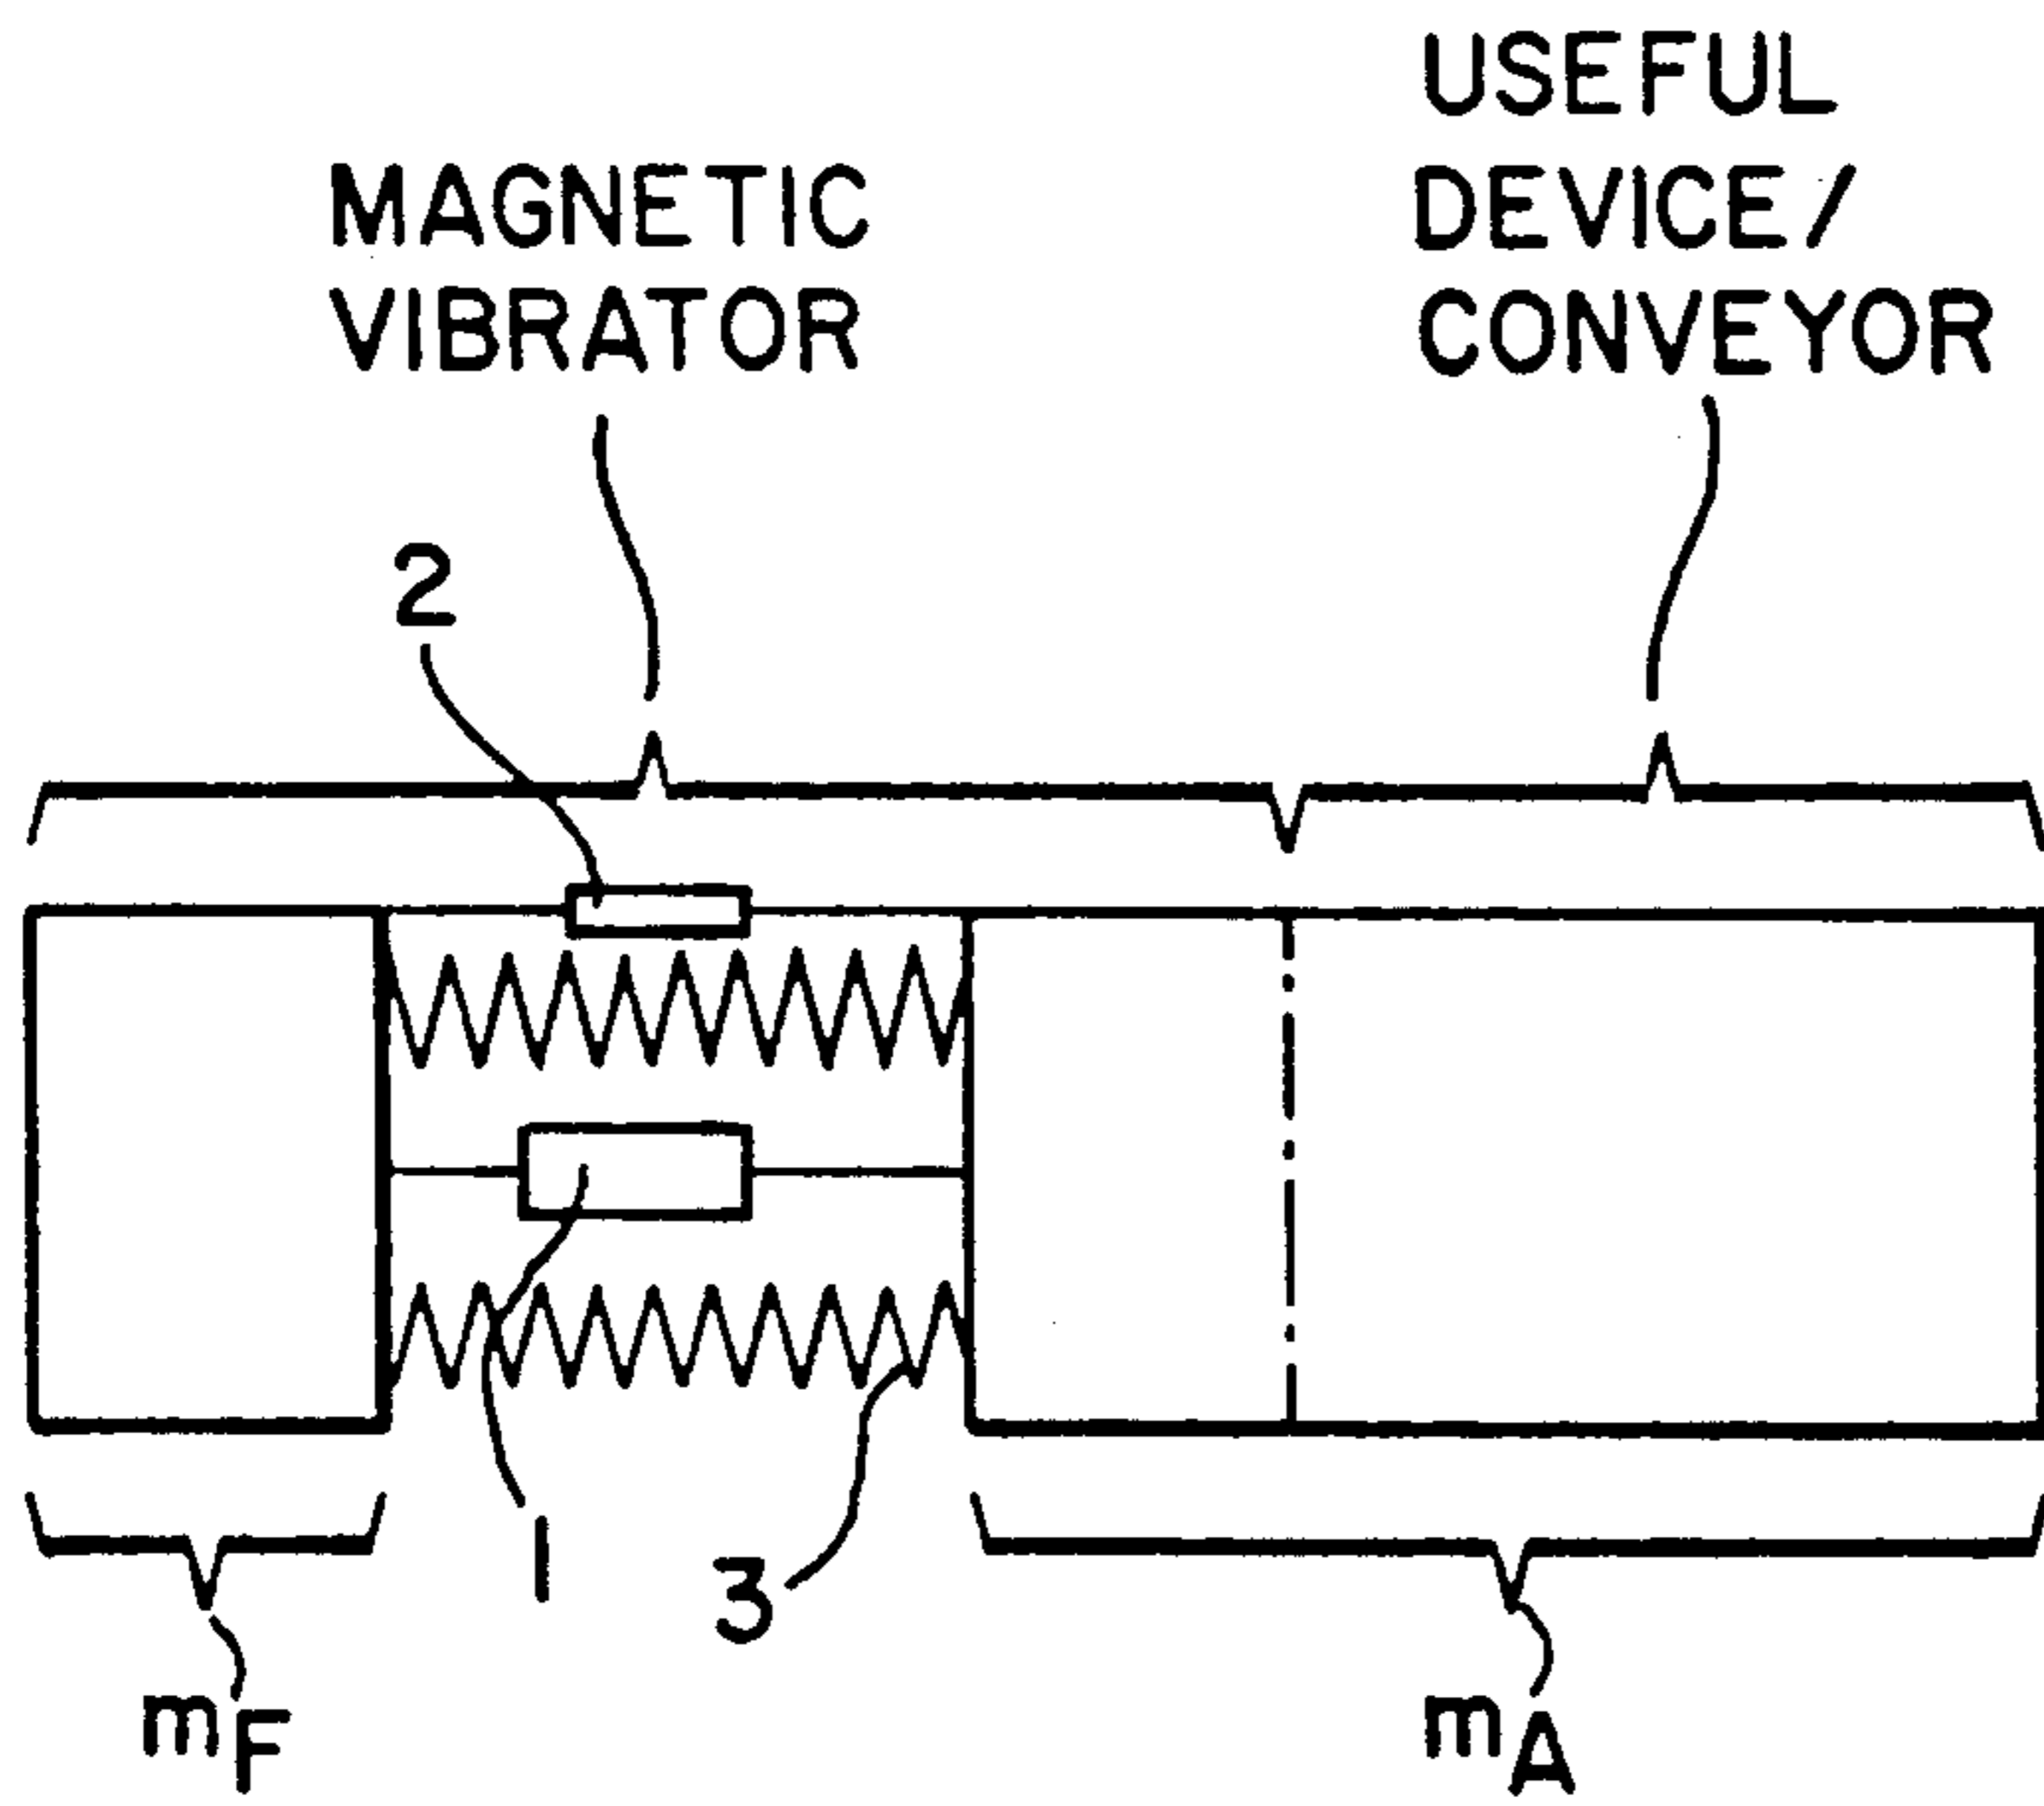 USEFUL
DEVICE/
CONVEYOR
MAGNETIC
VIBRATOR
2
1
3
mF
mA